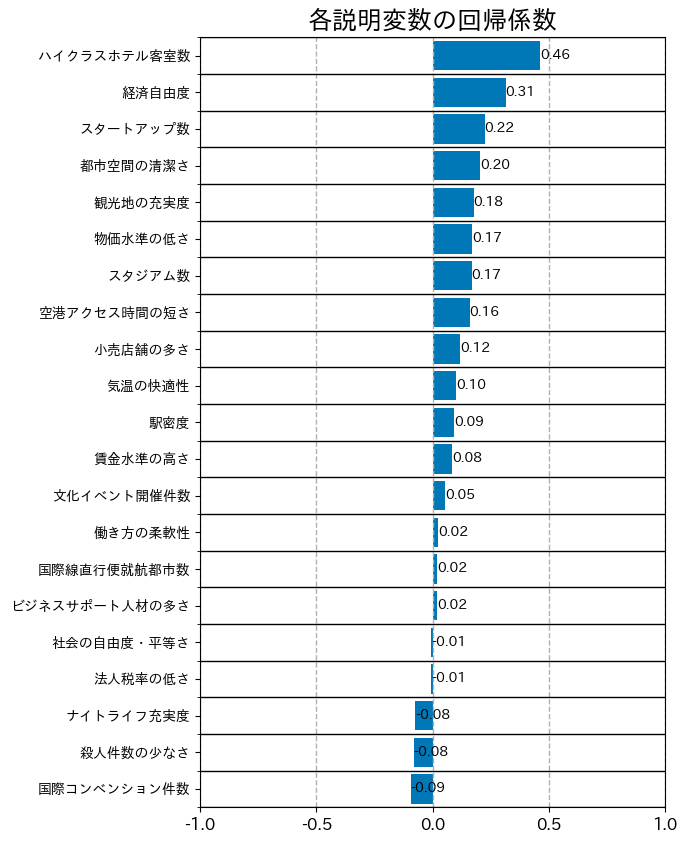 各説明変数の回帰係数
ハイクラスホテル客室数 0.46
経済自由度 0.31
スタートアップ数 0.22
都市空間の清潔さ 0.20
観光地の充実度 0.18
物価水準の低さ 0.17
スタジアム数 0.17
空港アクセス時間の短さ 0.16
小売店舗の多さ 0.12
気温の快適性 0.10
駅密度 0.09
賃金水準の高さ 0.08
文化イベント開催件数 0.05
働き方の柔軟性 0.02
国際線直行便就航都市数 0.02
ビジネスサポート人材の多さ 0.02
社会の自由度・平等さ -0.01
法人税率の低さ -0.01
ナイトライフ充実度 -0.08
殺人件数の少なさ -0.08
国際コンベンション件数 -0.09
-1.0 -0.5 0.0 0.5 1.0